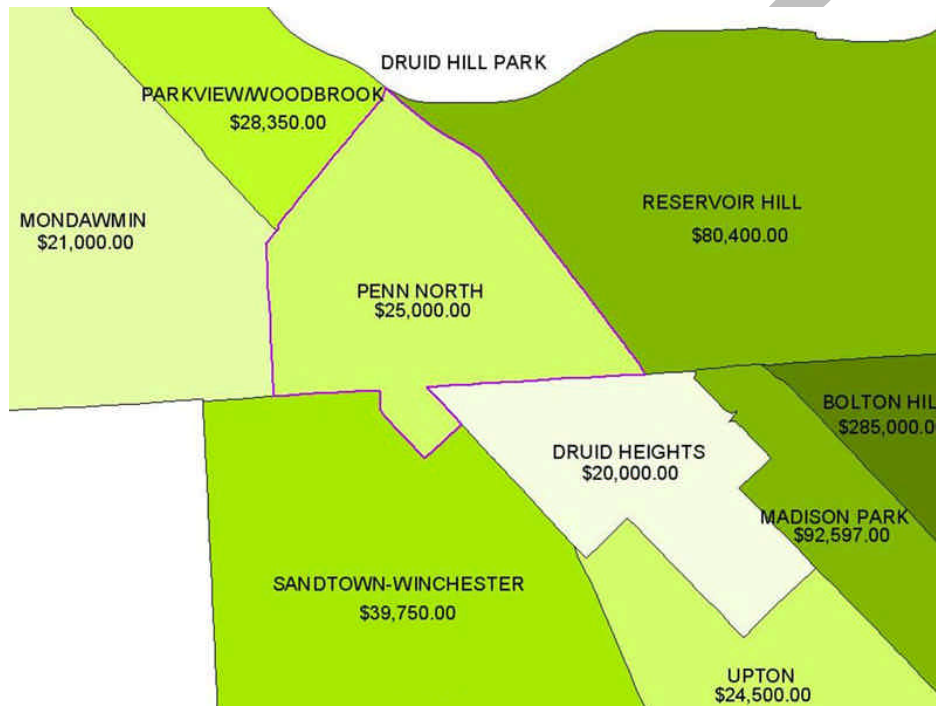 DRUID HILL PARK
PARKVIEW/WOODBROOK
$28,350.00
MONDAWMIN
$21,000.00
RESERVOIR HILL
$80,400.00
PENN NORTH
$25,000.00
BOLTON HIL
$285,000.0
DRUID HEIGHTS
$20,000.00
MADISON PARK
$92,597.00
SANDTOWN-WINCHESTER
$39,750.00
UPTON
$24,500.00